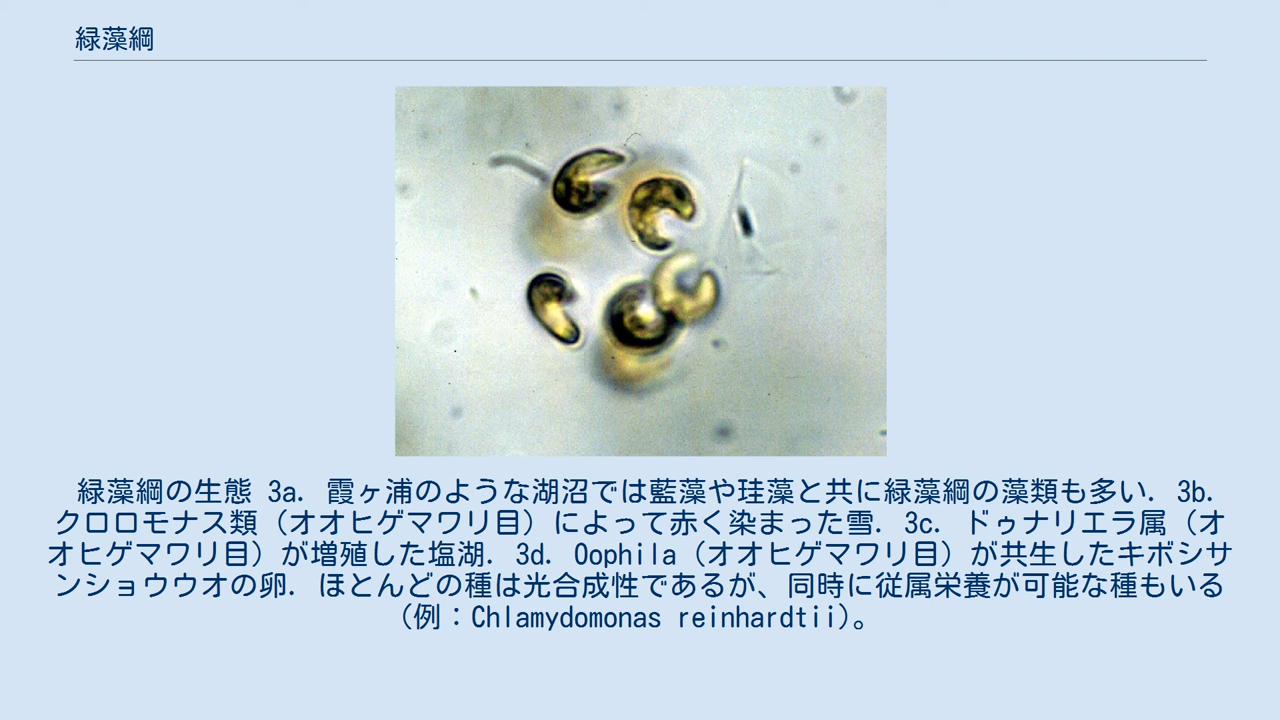 緑藻綱
緑藻綱の生態 3a. 霞ヶ浦のような湖沼では藍藻や珪藻と共に緑藻綱の藻類も多い. 3b.
クロロモナス類（オオヒゲマワリ目）によって赤く染まった雪. 3c. ドゥナリエラ属（オ
オヒゲマワリ目）が増殖した塩湖. 3d. Oophila（オオヒゲマワリ目）が共生したキボシサ
ンショウウオの卵. ほとんどの種は光合成性であるが、同時に従属栄養が可能な種もいる
（例：Chlamydomonas reinhardtii）。